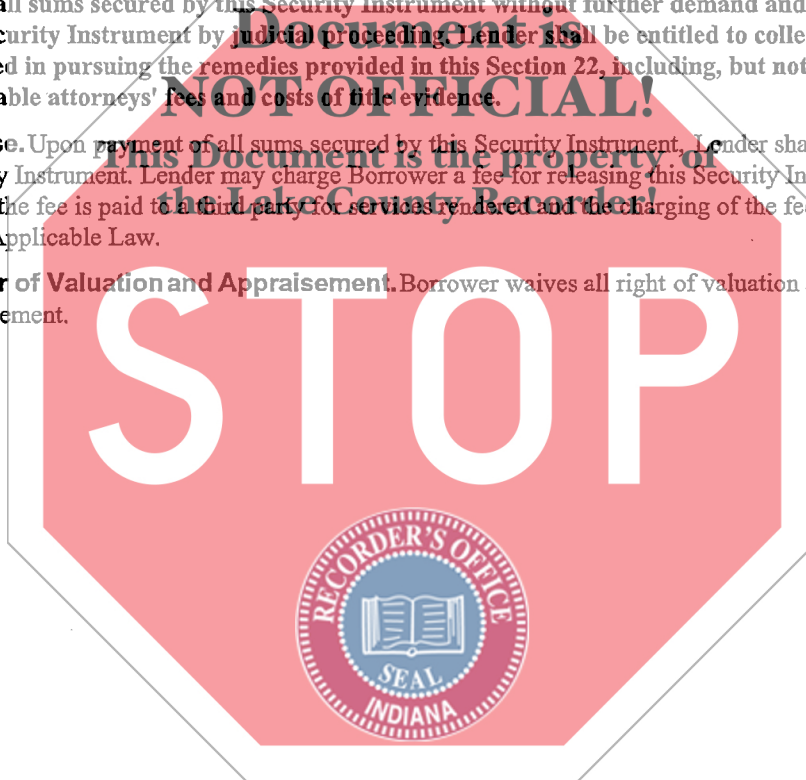 all sums secured by this Security Instrument without further demand and
Document is
curity Instrument by judicial proceeding. Lender shall be entitled to colle
ed in pursuing the remedies provided in this Section 22, including, but not
NOT OFFICIAL!
able attorneys' fees and costs of title evidence.
e. Upon payment of all sums secured by this Security Instrument, Lender sha
This Document is the property of
y Instrument. Lender may charge Borrower a fee for releasing this Security In
the Lake County Recorder!
the fee is paid to a third party for services rendered and the charging of the fe
Applicable Law.
r of Valuation and Appraisement. Borrower waives all right of valuation
ement.
STOP
RECORDER'S OFFICE
SEAL
INDIANA